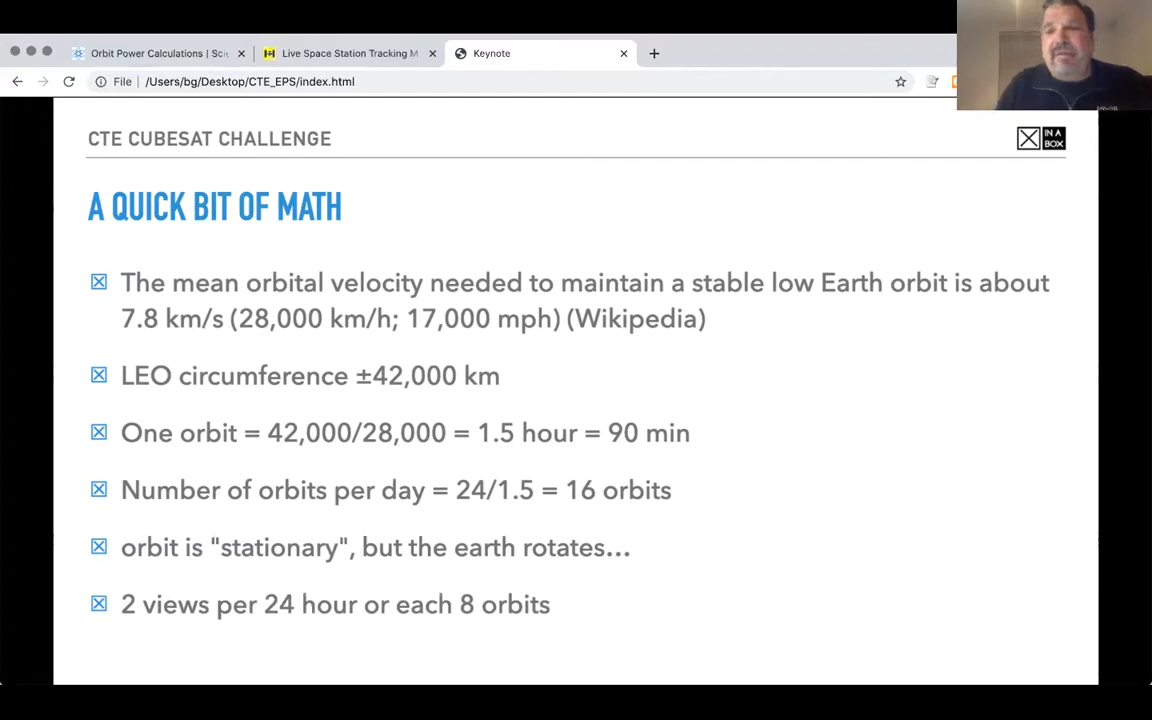 Orbit Power Calculations | Sci
Live Space Station Tracking M
Keynote
File
/Users/bg/Desktop/CTE_EPS/index.html
CTE CUBESAT CHALLENGE
IN A
BOX
A QUICK BIT OF MATH
The mean orbital velocity needed to maintain a stable low Earth orbit is about
7.8 km/s (28,000 km/h; 17,000 mph) (Wikipedia)
LEO circumference ±42,000 km
One orbit = 42,000/28,000 = 1.5 hour = 90 min
Number of orbits per day = 24/1.5 = 16 orbits
orbit is "stationary", but the earth rotates...
2 views per 24 hour or each 8 orbits